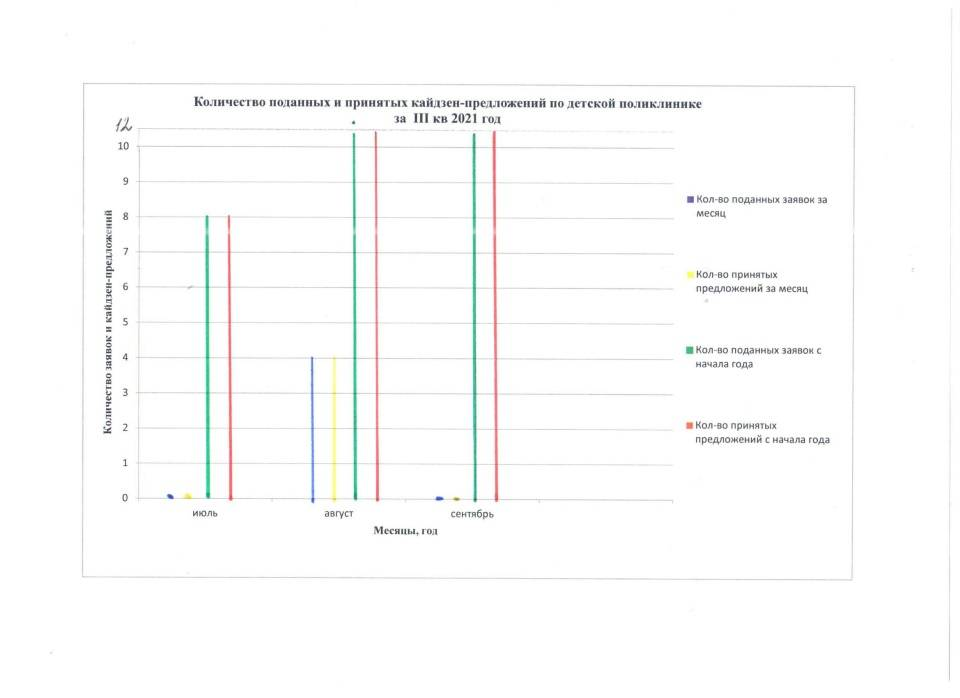 Количество поданных и принятых кайдзен-предложений по детской поликлинике
за III кв 2021 год
12
10
9
8
7
6
5
4
3
2
1
0
Количество заявок и кайдзен-предложений
июль
август
сентябрь
Месяцы, год
Кол-во поданных заявок за
месяц
Кол-во принятых
предложений за месяц
Кол-во поданных заявок с
начала года
Кол-во принятых
предложений с начала года